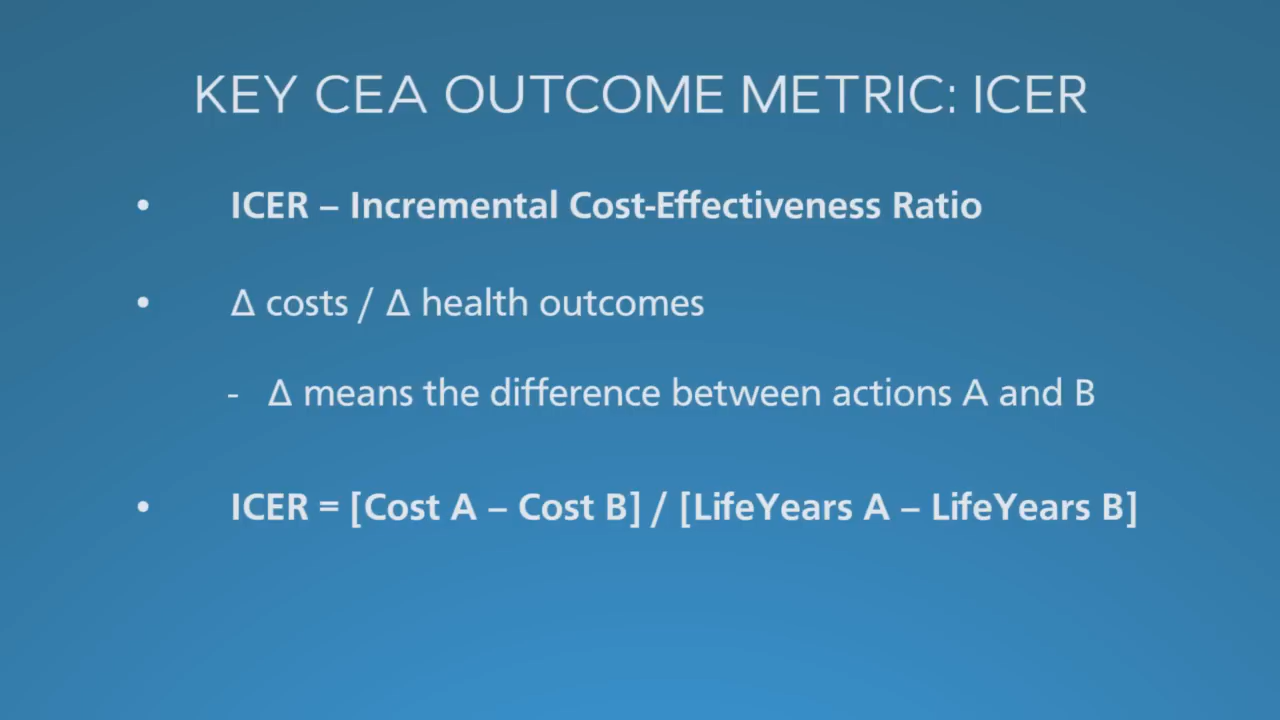 KEY CEA OUTCOME METRIC: ICER
• ICER – Incremental Cost-Effectiveness Ratio
• Δ costs / Δ health outcomes
- Δ means the difference between actions A and B
• ICER = [Cost A – Cost B] / [LifeYears A – LifeYears B]